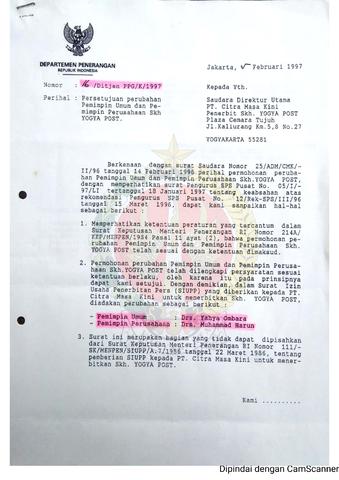 DEPARTEMEN PENERANGAN
REPUBLIK INDONESIA
Jakarta, 5 Februari 1997
Nomor : 16 /Ditjen PPG/K/1997
Perihal : Persetujuan perubahan
Pemimpin Umum dan Pe-
mimpin Perusahaan Skh
YOGYA POST.
Kepada Yth.
Saudara Direktur Utama
PT. Citra Masa Kini
Penerbit Skh. YOGYA POST
Plaza Cemara Tujuh
Jl.Kaliurang Km.5,8 No.27
YOGYAKARTA 55281
Berkenaan dengan surat Saudara Nomor 25/ADM/CMK/-
II/96 tanggal 14 Februari 1996 perihal permohonan peruba-
han Pemimpin Umum dan Pemimpin Perusahaan Skh.YOGYA POST,
dengan memperhatikan surat Pengurus SPS Pusat No. 05/I/-
97/LI tertanggal 18 Januari 1997 tentang keabsahan atas
rekomendasi Pengurus SPS Pusat No. 12/Rek-SPS/III/96
tanggal 15 Maret 1996, dapat kami sampaikan hal-hal
sebagai berikut :
1. Memperhatikan ketentuan peraturan yang tercantum dalam
Surat Keputusan Menteri Penerangan RI Nomor 214A/
KEP/MENPEN/1984 Pasal 11 ayat (2), bahwa permohonan pe-
rubahan Pemimpin Umum dan Pemimpin Perusahaan Skh.
YOGYA POST telah sesuai dengan ketentuan dimaksud.
2. Permohonan perubahan Pemimpin Umum dan Pemimpin Perusa-
haan Skh.YOGYA POST telah dilengkapi persyaratan sesuai
ketentuan berlaku, oleh karena itu pada prinsipnya
dapat kami setujui. Dengan demikian dalam Surat Izin
Usaha Penerbitan Pers (SIUPP) yang diberikan kepada PT.
Citra Masa Kini untuk menerbitkan Skh. YOGYA POST,
diadakan perubahan sebagai berikut :
- Pemimpin Umum : Drs. Yahya Ombara
- Pemimpin Perusahaan : Drs. Muhammad Harun
3. Surat ini merupakan bagian yang tidak dapat dipisahkan
dari Surat Keputusan Menteri Penerangan RI Nomor 111/-
SK/MENPEN/SIUPP/A.7/1986 tanggal 22 Maret 1986, tentang
pemberian SIUPP kepada PT. Citra Masa Kini untuk mener-
bitkan Skh. YOGYA POST.
Kami ..........
Dipindai dengan CamScanner